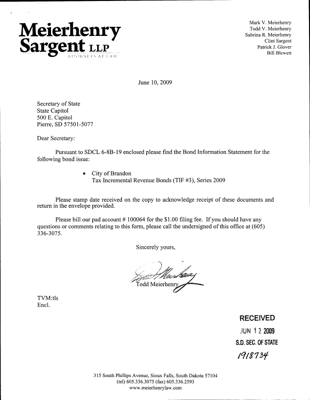 Meierhenry
Sargent LLP
ATTORNEYS AT LAW
Mark V. Meierhenry
Todd V. Meierhenry
Sabrina R. Meierhenry
Clint Sargent
Patrick J. Glover
Bill Blewett
June 10, 2009
Secretary of State
State Capitol
500 E. Capitol
Pierre, SD 57501-5077
Dear Secretary:
Pursuant to SDCL 6-8B-19 enclosed please find the Bond Information Statement for the
following bond issue:
• City of Brandon
Tax Incremental Revenue Bonds (TIF #3), Series 2009
Please stamp date received on the copy to acknowledge receipt of these documents and
return in the envelope provided.
Please bill our pad account # 100064 for the $1.00 filing fee. If you should have any
questions or comments relating to this form, please call the undersigned of this office at (605)
336-3075.
Sincerely yours,
Todd Meierhenry
Todd Meierhenry
TVM:tls
Encl.
RECEIVED
JUN 12 2009
S.D. SEC. OF STATE
1918734
315 South Phillips Avenue, Sioux Falls, South Dakota 57104
(tel) 605.336.3075 (fax) 605.336.2593
www.meierhenrylaw.com